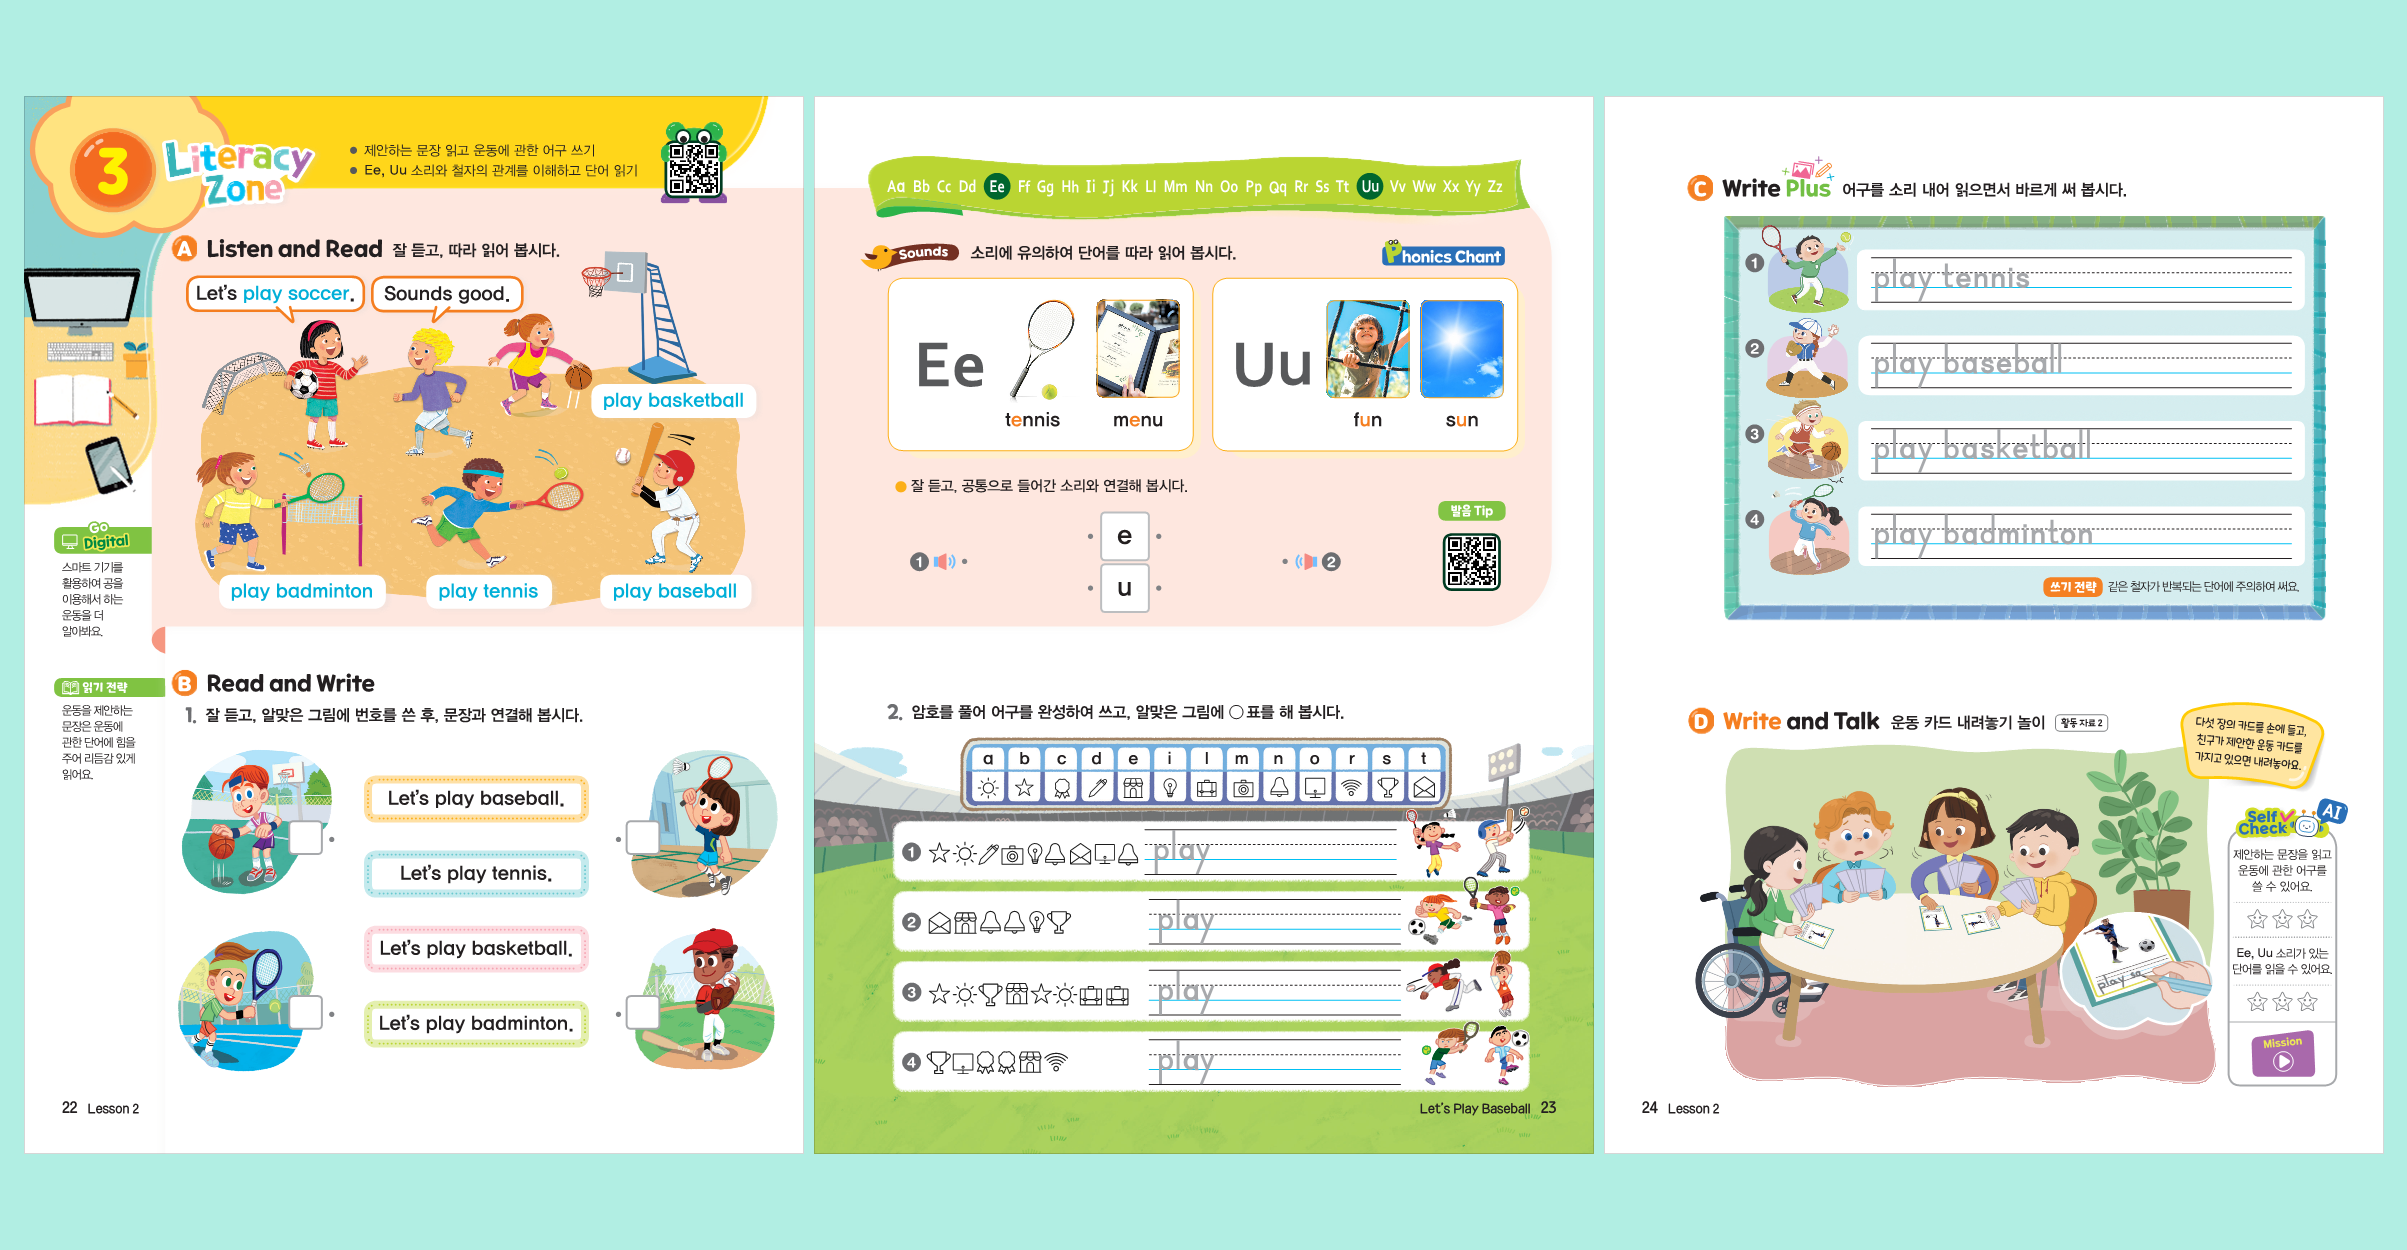 3 Literacy Zone
제안하는 문장 읽고 운동에 관한 어구 쓰기
Ee, Uu 소리와 철자의 관계를 이해하고 단어 읽기
A Listen and Read 잘 듣고, 따라 읽어 봅시다.
Let's play soccer.
Sounds good.
play basketball
play badminton
play tennis
play baseball
Go Digital
스마트 기기를
활용하여 공을
이용해서 하는
운동을 더
알아봐요.
읽기 전략
운동을 제안하는
문장은 운동에
관한 단어에 힘을
주어 리듬감 있게
읽어요.
B Read and Write
1. 잘 듣고, 알맞은 그림에 번호를 쓴 후, 문장과 연결해 봅시다.
Let's play baseball.
Let's play tennis.
Let's play basketball.
Let's play badminton.
22 Lesson 2
Aa Bb Cc Dd Ee Ff Gg Hh Ii Jj Kk Ll Mm Nn Oo Pp Qq Rr Ss Tt Uu Vv Ww Xx Yy Zz
Sounds 소리에 유의하여 단어를 따라 읽어 봅시다.
Phonics Chant
Ee
tennis
menu
Uu
fun
sun
잘 듣고, 공통으로 들어간 소리와 연결해 봅시다.
발음 Tip
1
e
u
2
2. 암호를 풀어 어구를 완성하여 쓰고, 알맞은 그림에 ○표를 해 봅시다.
a b c d e i l m n o r s t
1 play
2 play
3 play
4 play
Let's Play Baseball 23
C Write Plus 어구를 소리 내어 읽으면서 바르게 써 봅시다.
1 play tennis
2 play baseball
3 play basketball
4 play badminton
쓰기 전략 같은 철자가 반복되는 단어에 주의하여 써요.
D Write and Talk 운동 카드 내려놓기 놀이 활동 자료 2
다섯 장의 카드를 손에 들고,
친구가 제안한 운동 카드를
가지고 있으면 내려놓아요.
play so
Self Check AI
제안하는 문장을 읽고
운동에 관한 어구를
쓸 수 있어요.
Ee, Uu 소리가 있는
단어를 읽을 수 있어요.
Mission
24 Lesson 2